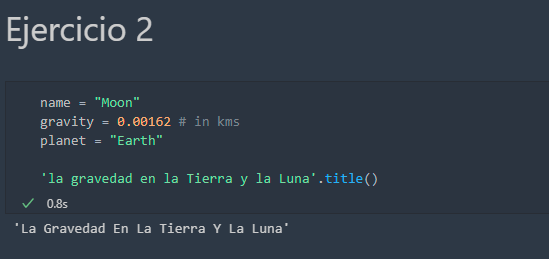 Ejercicio 2
name = "Moon"
gravity = 0.00162 # in kms
planet = "Earth"
'la gravedad en la Tierra y la Luna'.title()
0.8s
'La Gravedad En La Tierra Y La Luna'